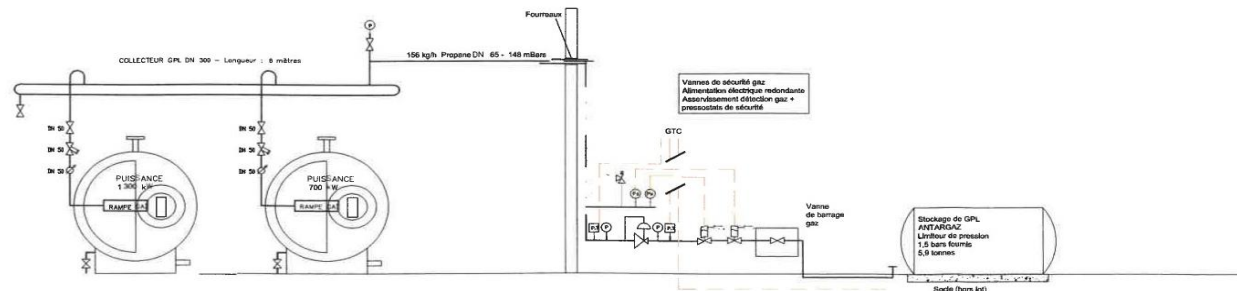 Fourreaux
P
156 kg/h Propane DN 65 - 148 mBars
COLLECTEUR GPL DN 300 - Longueur : 8 mètres
Vannes de sécurité gaz
Alimentation électrique redondante
Asservissement détection gaz +
pressostats de sécurité
GTC
DN 50
DN 50
DN 50
DN 50
DN 50
DN 50
PUISSANCE
1 300 kW
RAMPE GAZ
PUISSANCE
700 kW
RAMPE GAZ
P
P
Vanne
de barrage
gaz
Stockage de GPL
ANTARGAZ
Limiteur de pression
1,5 bars fournis
5,9 tonnes
Socle (hors lot)